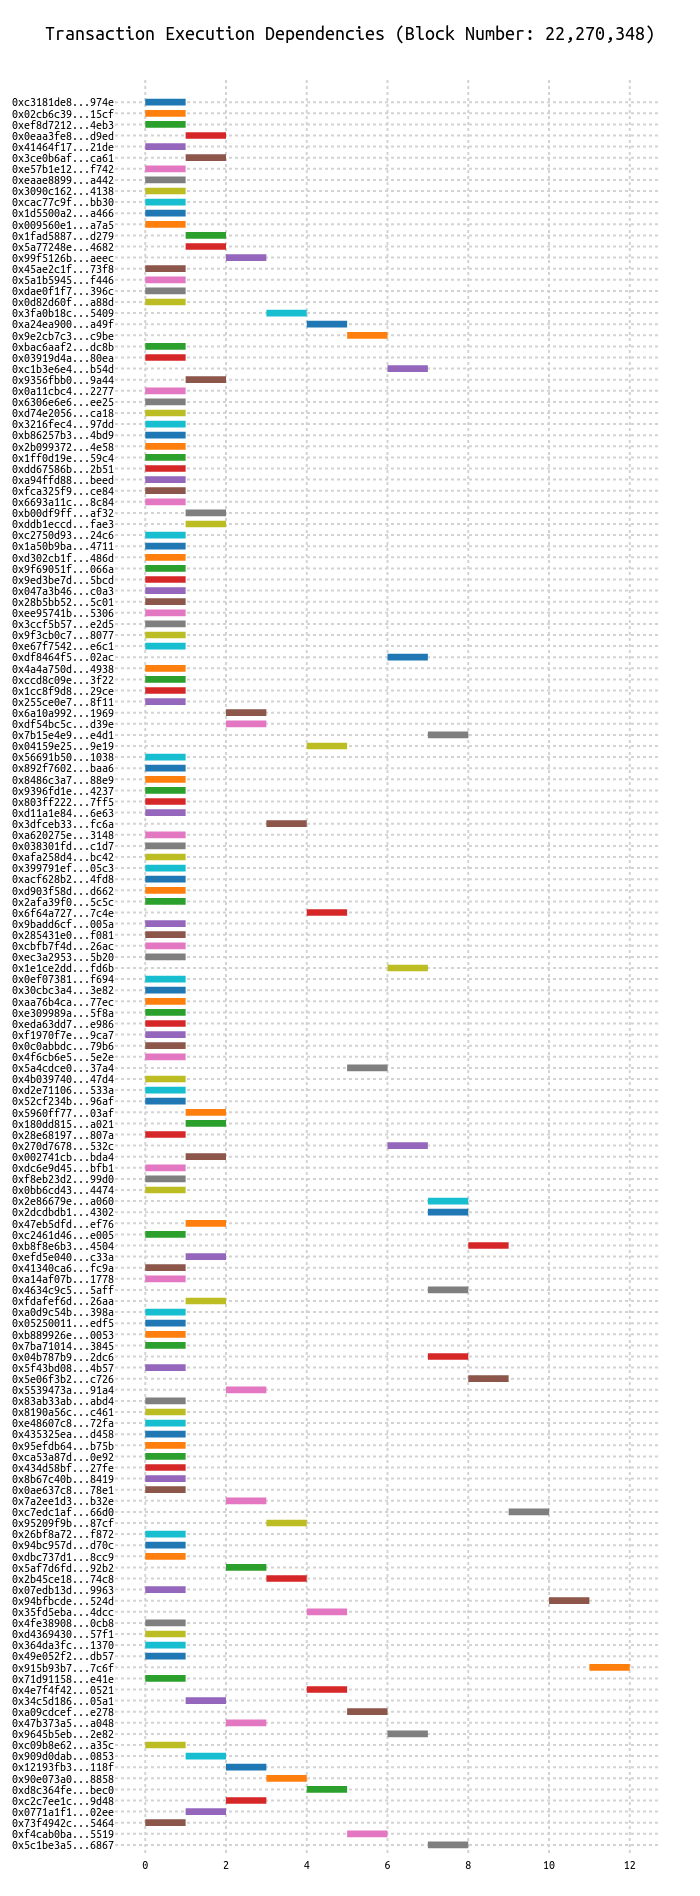 Transaction Execution Dependencies (Block Number: 22,270,348)
0xc3181de8...974e
0x02cb6c39...15cf
0xef8d7212...4eb3
0x0eaa3fe8...d9ed
0x41464f17...21de
0x3ce0b6af...ca61
0xe57b1e12...f742
0xeaae8899...a442
0x3090c162...4138
0xcac77c9f...bb30
0x1d5500a2...a466
0x009560e1...a7a5
0x1fad5887...d279
0x5a77248e...4682
0x99f5126b...aeec
0x45ae2c1f...73f8
0x5a1b5945...f446
0xdae0f1f7...396c
0x0d82d60f...a88d
0x3fa0b18c...5409
0xa24ea900...a49f
0x9e2cb7c3...c9be
0xbac6aaf2...dc8b
0x03919d4a...80ea
0xc1b3e6e4...b54d
0x9356fbb0...9a44
0x0a11cbc4...2277
0x6306e6e6...ee25
0xd74e2056...ca18
0x3216fec4...97dd
0xb86257b3...4bd9
0x2b099372...4e58
0x1ff0d19e...59c4
0xdd67586b...2b51
0xa94ffd88...beed
0xfca325f9...ce84
0x6693a11c...8c84
0xb00df9ff...af32
0xddb1eccd...fae3
0xc2750d93...24c6
0x1a50b9ba...4711
0xd302cb1f...486d
0x9f69051f...066a
0x9ed3be7d...5bcd
0x047a3b46...c0a3
0x28b5bb52...5c01
0xee95741b...5306
0x3ccf5b57...e2d5
0x9f3cb0c7...8077
0xe67f7542...e6c1
0xdf8464f5...02ac
0x4a4a750d...4938
0xccd8c09e...3f22
0x1cc8f9d8...29ce
0x255ce0e7...8f11
0x6a10a992...1969
0xdf54bc5c...d39e
0x7b15e4e9...e4d1
0x04159e25...9e19
0x56691b50...1038
0x892f7602...baa6
0x8486c3a7...88e9
0x9396fd1e...4237
0x803ff222...7ff5
0xd11a1e84...6e63
0x3dfceb33...fc6a
0xa620275e...3148
0x038301fd...c1d7
0xafa258d4...bc42
0x399791ef...05c3
0xacf628b2...4fd8
0xd903f58d...d662
0x2afa39f0...5c5c
0x6f64a727...7c4e
0x9badd6cf...005a
0x285431e0...f081
0xcbfb7f4d...26ac
0xec3a2953...5b20
0x1e1ce2dd...fd6b
0x0ef07381...f694
0x30cbc3a4...3e82
0xaa76b4ca...77ec
0xe309989a...5f8a
0xeda63dd7...e986
0xf1970f7e...9ca7
0x0c0abbdc...79b6
0x4f6cb6e5...5e2e
0x5a4cdce0...37a4
0x4b039740...47d4
0xd2e71106...533a
0x52cf234b...96af
0x5960ff77...03af
0x180dd815...a021
0x28e68197...807a
0x270d7678...532c
0x002741cb...bda4
0xdc6e9d45...bfb1
0xf8eb23d2...99d0
0x0bb6cd43...4474
0x2e86679e...a060
0x2dcdbdb1...4302
0x47eb5dfd...ef76
0xc2461d46...e005
0xb8f8e6b3...4504
0xefd5e040...c33a
0x41340ca6...fc9a
0xa14af07b...1778
0x4634c9c5...5aff
0xfdafef6d...26aa
0xa0d9c54b...398a
0x05250011...edf5
0xb889926e...0053
0x7ba71014...3845
0x04b787b9...2dc6
0x5f43bd08...4b57
0x5e06f3b2...c726
0x5539473a...91a4
0x83ab33ab...abd4
0x8190a56c...c461
0xe48607c8...72fa
0x435325ea...d458
0x95efdb64...b75b
0xca53a87d...0e92
0x434d58bf...27fe
0x8b67c40b...8419
0x0ae637c8...78e1
0x7a2ee1d3...b32e
0xc7edc1af...66d0
0x95209f9b...87cf
0x26bf8a72...f872
0x94bc957d...d70c
0xdbc737d1...8cc9
0x5af7d6fd...92b2
0x2b45ce18...74c8
0x07edb13d...9963
0x94bfbcde...524d
0x35fd5eba...4dcc
0x4fe38908...0cb8
0xd4369430...57f1
0x364da3fc...1370
0x49e052f2...db57
0x915b93b7...7c6f
0x71d91158...e41e
0x4e7f4f42...0521
0x34c5d186...05a1
0xa09cdcef...e278
0x47b373a5...a048
0x9645b5eb...2e82
0xc09b8e62...a35c
0x909d0dab...0853
0x12193fb3...118f
0x90e073a0...8858
0xd8c364fe...bec0
0xc2c7ee1c...9d48
0x0771a1f1...02ee
0x73f4942c...5464
0xf4cab0ba...5519
0x5c1be3a5...6867
0 2 4 6 8 10 12